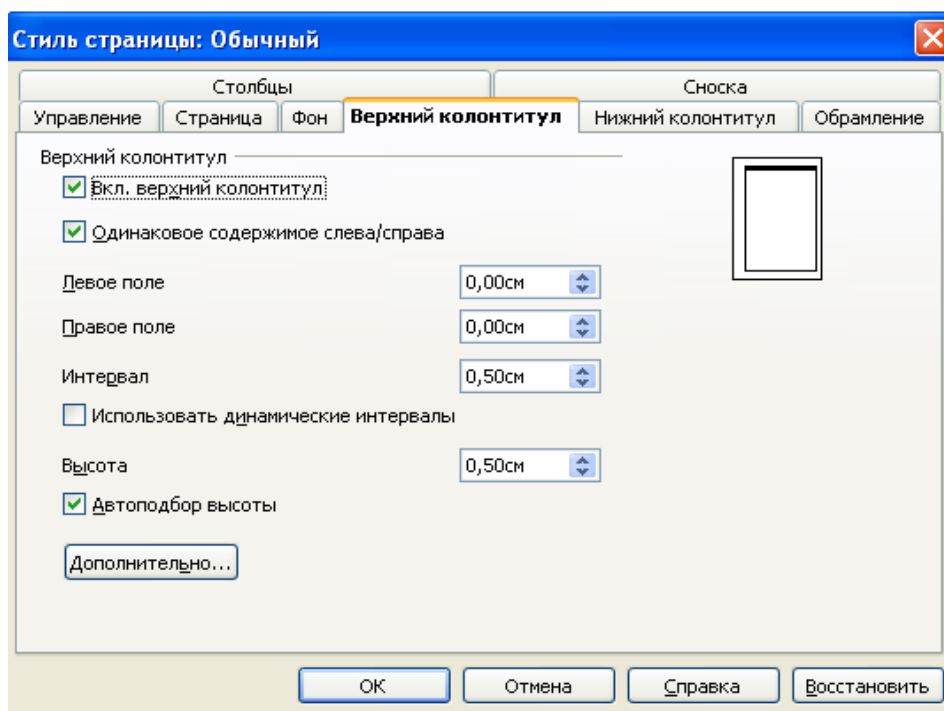 Стиль страницы: Обычный
Столбцы Сноска
Управление Страница Фон Верхний колонтитул Нижний колонтитул Обрамление
Верхний колонтитул
Вкл. верхний колонтитул
Одинаковое содержимое слева/справа
Левое поле 0,00см
Правое поле 0,00см
Интервал 0,50см
Использовать динамические интервалы
Высота 0,50см
Автоподбор высоты
Дополнительно...
ОК Отмена Справка Восстановить